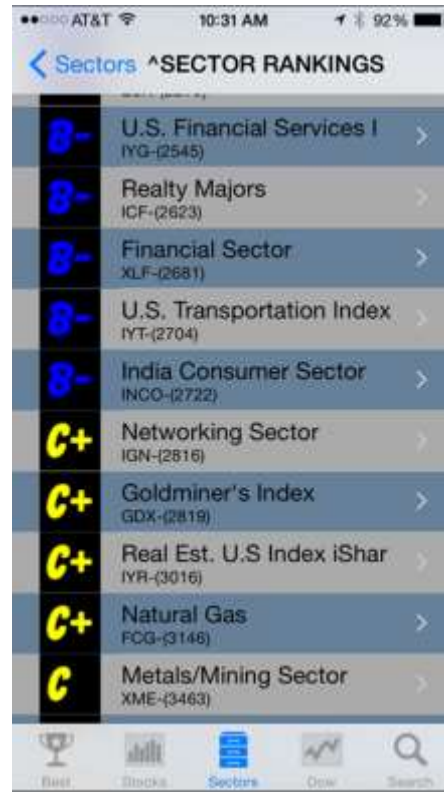 AT&T 10:31 AM 92%
Sectors ^SECTOR RANKINGS
B- U.S. Financial Services I
IYG-(2545)
B- Realty Majors
ICF-(2623)
B- Financial Sector
XLF-(2681)
B- U.S. Transportation Index
IYT-(2704)
B- India Consumer Sector
INCO-(2722)
C+ Networking Sector
IGN-(2816)
C+ Goldminer's Index
GDX-(2819)
C+ Real Est. U.S Index iShar
IYR-(3016)
C+ Natural Gas
FCG-(3146)
C Metals/Mining Sector
XME-(3463)
Best Stocks Sectors Dow Search